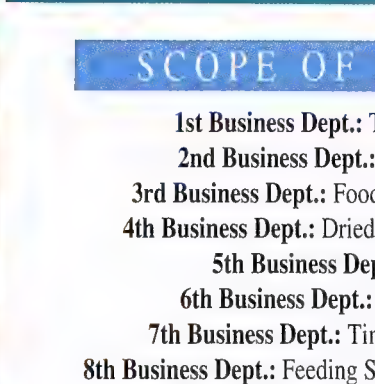 SCOPE OF
1st Business Dept.:
2nd Business Dept.:
3rd Business Dept.: Food
4th Business Dept.: Dried
5th Business
6th Business Dept.:
7th Business Dept.:
8th Business Dept.: Feeding